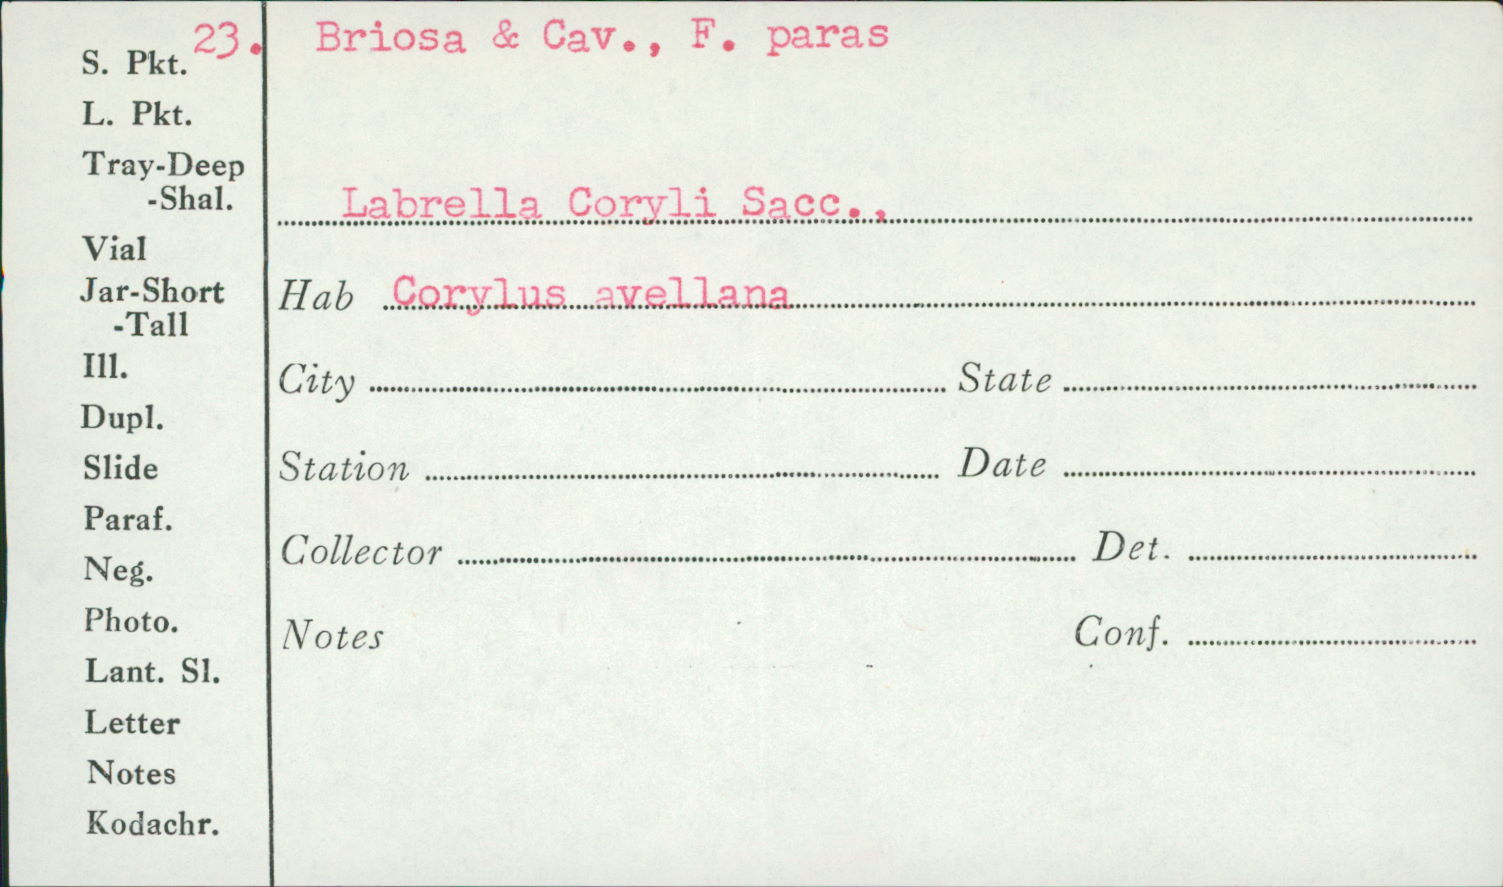 23. Briosa & Cav., F. paras
S. Pkt.
L. Pkt.
Tray-Deep
-Shal.
Labrella Coryli Sacc.,
Vial
Jar-Short
-Tall
Hab Corylus avellana
Ill.
City State
Dupl.
Slide
Station Date
Paraf.
Collector Det.
Neg.
Photo.
Notes Conf.
Lant. Sl.
Letter
Notes
Kodachr.